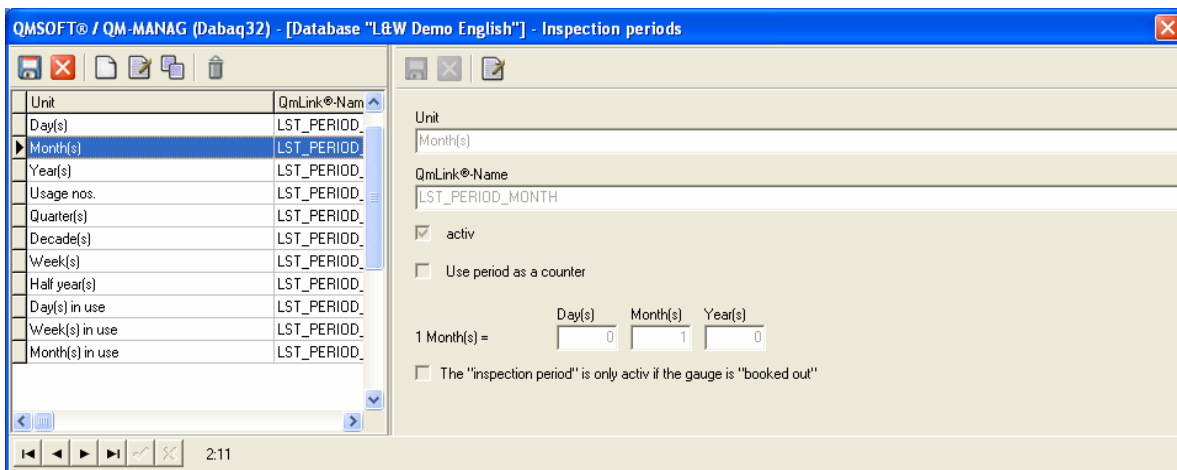 QMSOFT® / QM-MANAG (Dabaq32) - [Database "L&W Demo English"] - Inspection periods
Unit QmLink®-Nam
Day(s) LST_PERIOD_
Month(s) LST_PERIOD_
Year(s) LST_PERIOD_
Usage nos. LST_PERIOD_
Quarter(s) LST_PERIOD_
Decade(s) LST_PERIOD_
Week(s) LST_PERIOD_
Half year(s) LST_PERIOD_
Day(s) in use LST_PERIOD_
Week(s) in use LST_PERIOD_
Month(s) in use LST_PERIOD_
2:11
Unit
Month(s)
QmLink®-Name
LST_PERIOD_MONTH
activ
Use period as a counter
Day(s) Month(s) Year(s)
1 Month(s) = 0 1 0
The "inspection period" is only activ if the gauge is "booked out"